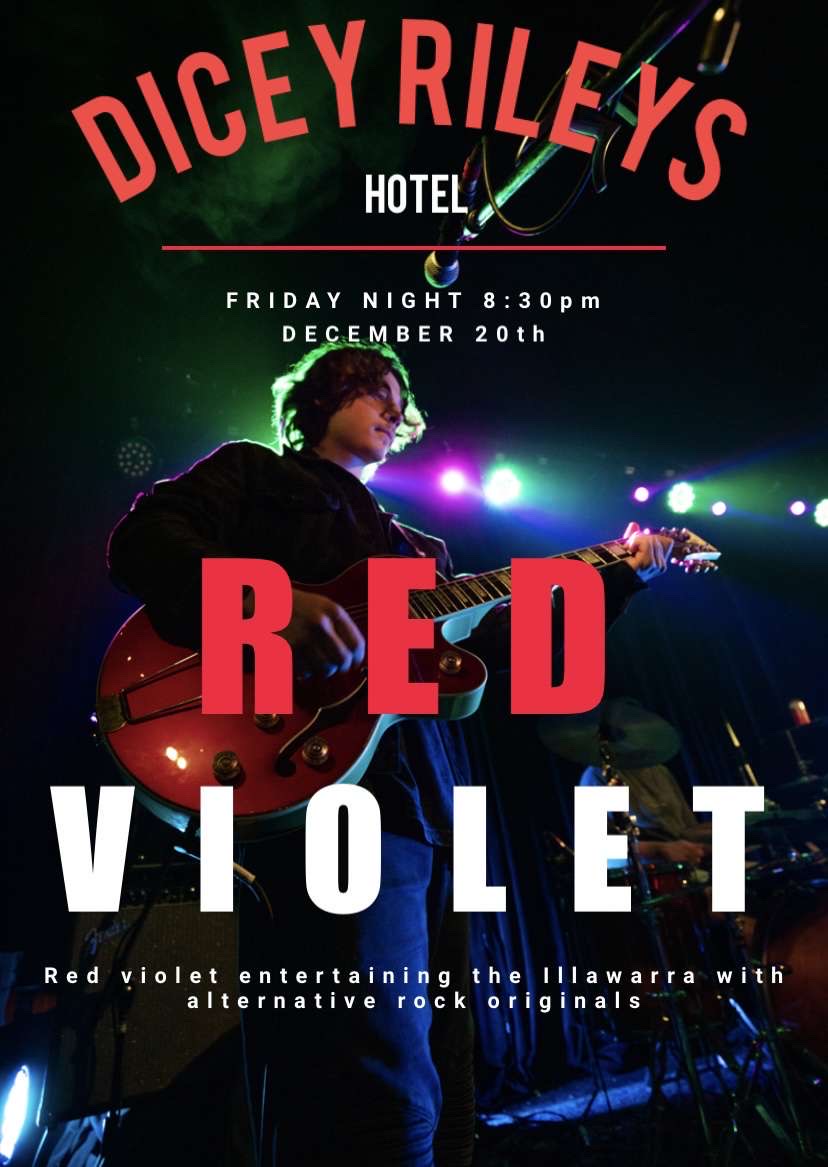 DICEY RILEYS
HOTEL
FRIDAY NIGHT 8:30pm
DECEMBER 20th
RED
VIOLET
Red violet entertaining the Illawarra with
alternative rock originals
Fender